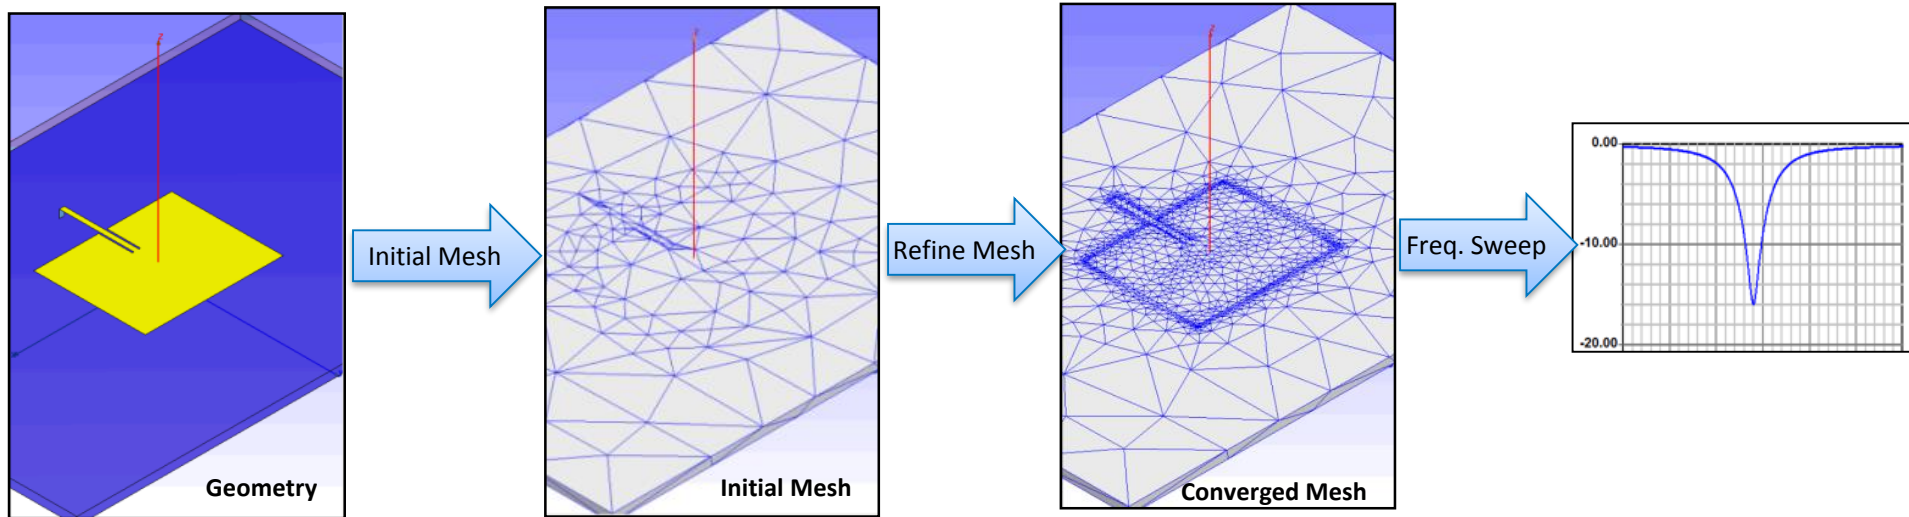 Geometry
Initial Mesh
Initial Mesh
Refine Mesh
Converged Mesh
Freq. Sweep
0.00
-10.00
-20.00